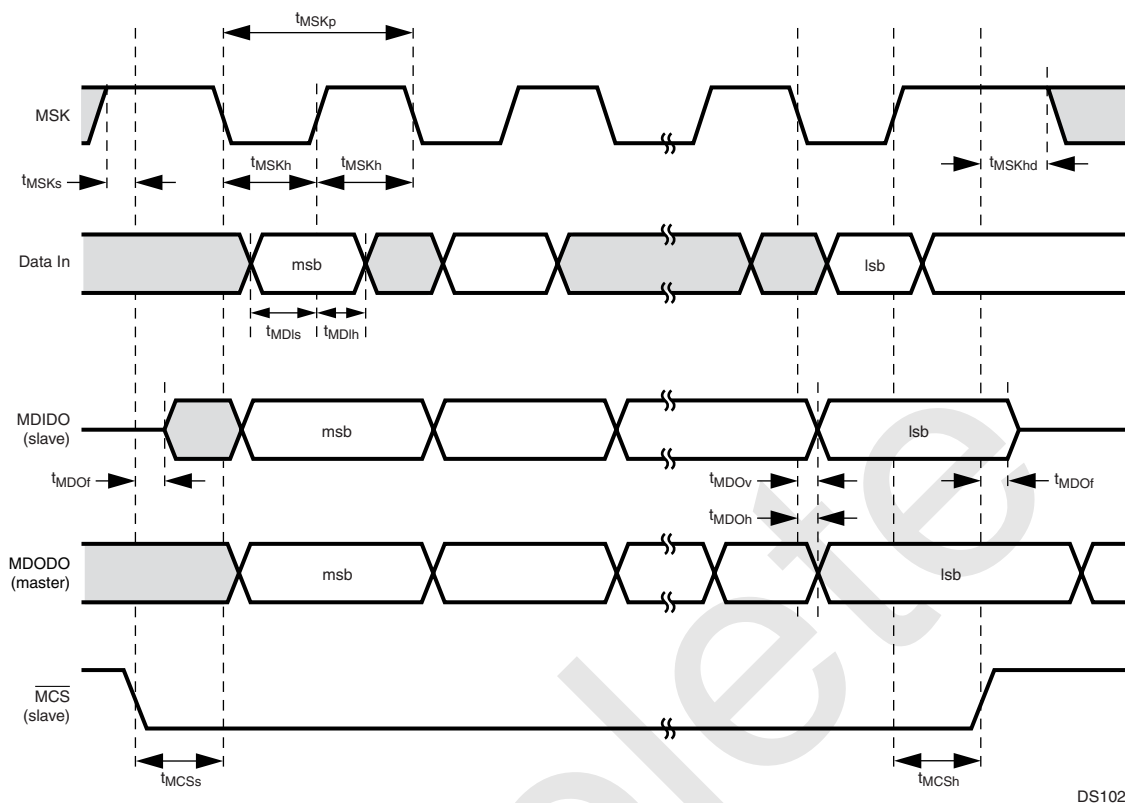 tMSKp
MSK
tMSKh
tMSKh
tMSKs
tMSKhd
Data In
msb
lsb
tMDIs
tMDIh
MDIDO
(slave)
msb
lsb
tMDOf
tMDOv
tMDOf
tMDOh
MDODO
(master)
msb
lsb
MCS
(slave)
tMCSs
tMCSh
DS102
olete